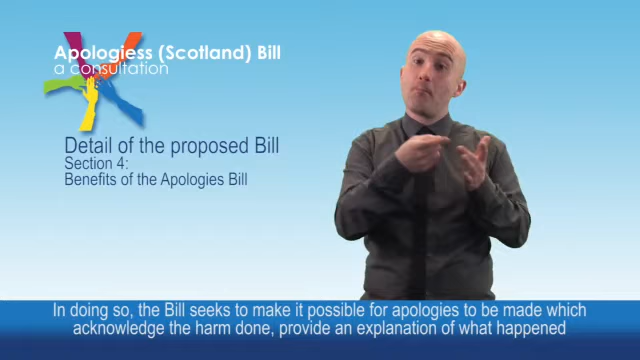 Apologiess (Scotland) Bill
a consultation
Detail of the proposed Bill
Section 4:
Benefits of the Apologies Bill
In doing so, the Bill seeks to make it possible for apologies to be made which
acknowledge the harm done, provide an explanation of what happened